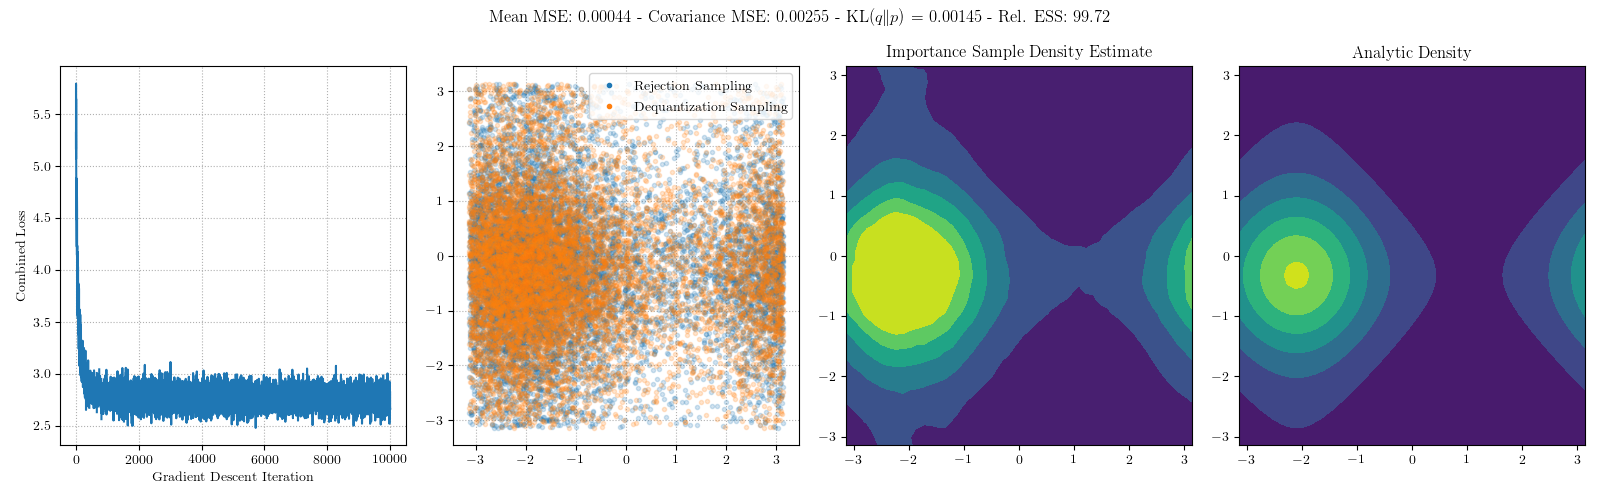 Mean MSE: 0.00044 - Covariance MSE: 0.00255 - KL(q‖p) = 0.00145 - Rel. ESS: 99.72
Combined Loss
5.5
5.0
4.5
4.0
3.5
3.0
2.5
0 2000 4000 6000 8000 10000
Gradient Descent Iteration
Rejection Sampling
Dequantization Sampling
3
2
1
0
−1
−2
−3
−3 −2 −1 0 1 2 3
Importance Sample Density Estimate
3
2
1
0
−1
−2
−3
−3 −2 −1 0 1 2 3
Analytic Density
3
2
1
0
−1
−2
−3
−3 −2 −1 0 1 2 3